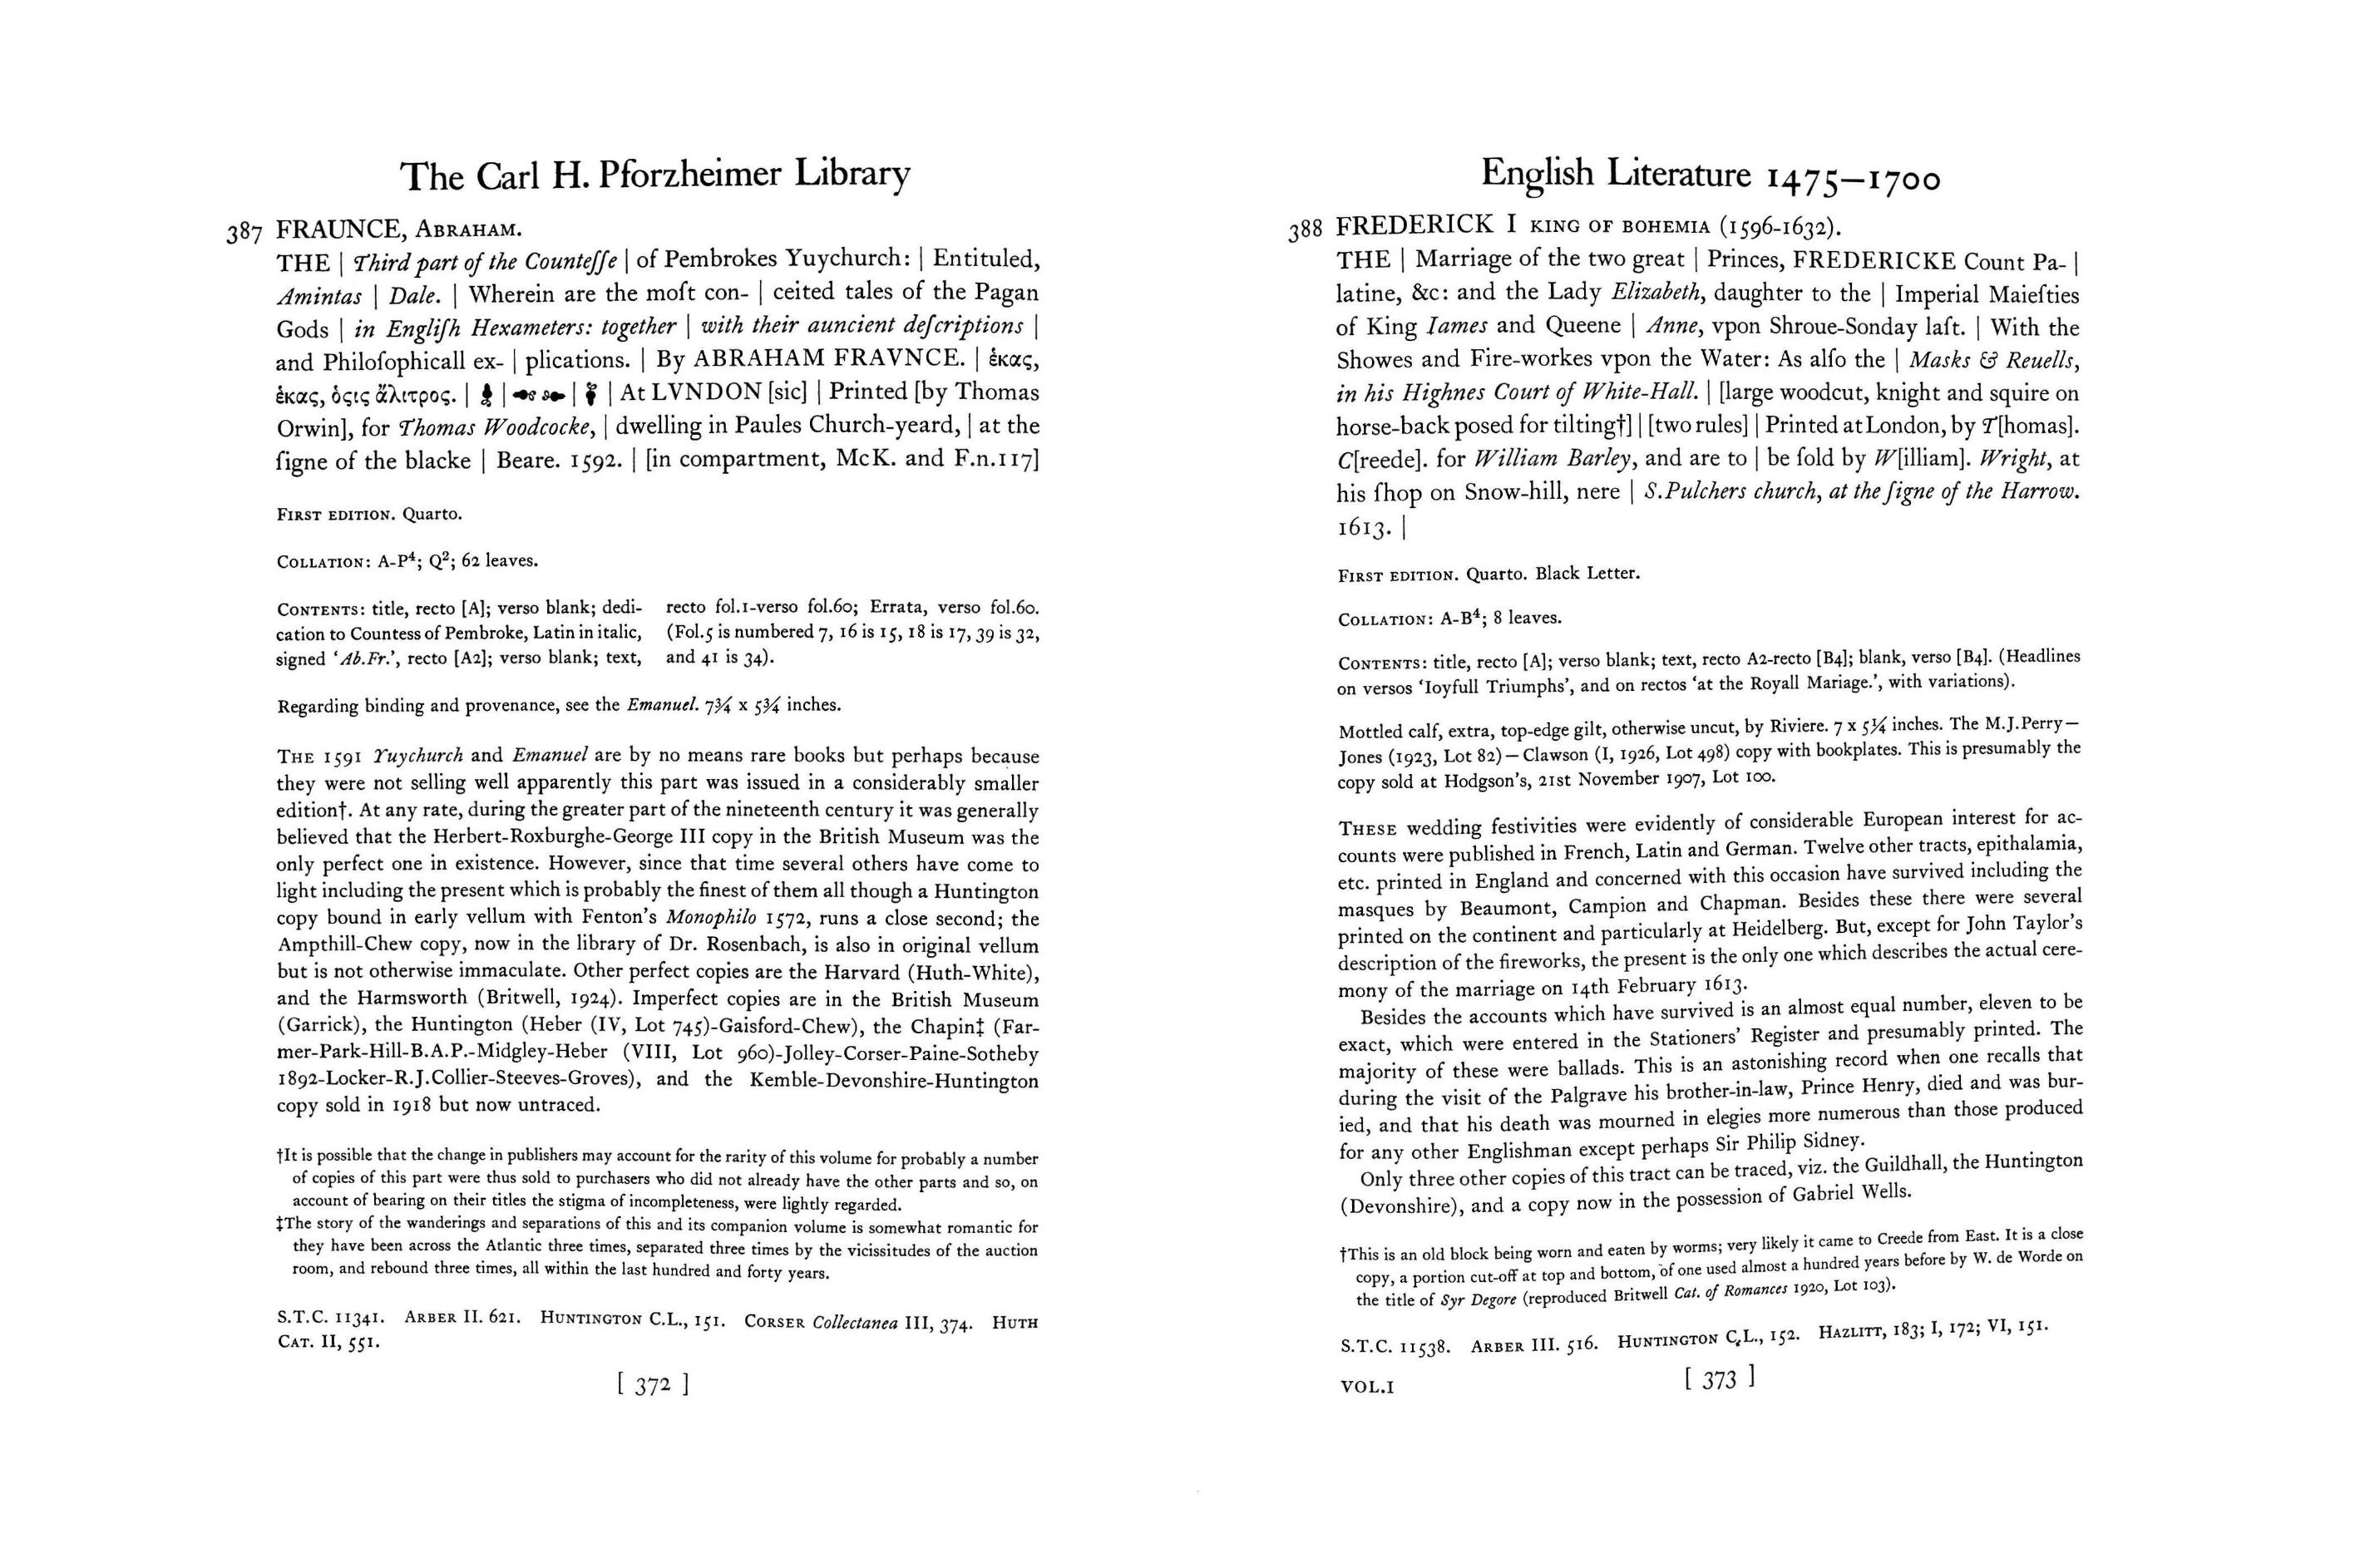 The Carl H. Pforzheimer Library
387 FRAUNCE, ABRAHAM.
THE | Third part of the Counteſſe | of Pembrokes Yuychurch: | Entituled,
Amintas | Dale. | Wherein are the moſt con- | ceited tales of the Pagan
Gods | in Engliſh Hexameters: together | with their auncient deſcriptions |
and Philoſophicall ex- | plications. | By ABRAHAM FRAVNCE. | ἑκας,
ἑκας, ὁςις ἄλιτρος. | | | | At LVNDON [sic] | Printed [by Thomas
Orwin], for Thomas Woodcocke, | dwelling in Paules Church-yeard, | at the
ſigne of the blacke | Beare. 1592. | [in compartment, McK. and F.n.117]
FIRST EDITION. Quarto.
COLLATION: A-P⁴; Q²; 62 leaves.
CONTENTS: title, recto [A]; verso blank; dedi-
cation to Countess of Pembroke, Latin in italic,
signed ‘Ab.Fr.’, recto [A2]; verso blank; text,
recto fol.1-verso fol.60; Errata, verso fol.60.
(Fol.5 is numbered 7, 16 is 15, 18 is 17, 39 is 32,
and 41 is 34).
Regarding binding and provenance, see the Emanuel. 7¾ x 5¾ inches.
THE 1591 Yuychurch and Emanuel are by no means rare books but perhaps because
they were not selling well apparently this part was issued in a considerably smaller
edition†. At any rate, during the greater part of the nineteenth century it was generally
believed that the Herbert-Roxburghe-George III copy in the British Museum was the
only perfect one in existence. However, since that time several others have come to
light including the present which is probably the finest of them all though a Huntington
copy bound in early vellum with Fenton’s Monophilo 1572, runs a close second; the
Ampthill-Chew copy, now in the library of Dr. Rosenbach, is also in original vellum
but is not otherwise immaculate. Other perfect copies are the Harvard (Huth-White),
and the Harmsworth (Britwell, 1924). Imperfect copies are in the British Museum
(Garrick), the Huntington (Heber (IV, Lot 745)-Gaisford-Chew), the Chapin‡ (Far-
mer-Park-Hill-B.A.P.-Midgley-Heber (VIII, Lot 960)-Jolley-Corser-Paine-Sotheby
1892-Locker-R.J.Collier-Steeves-Groves), and the Kemble-Devonshire-Huntington
copy sold in 1918 but now untraced.
†It is possible that the change in publishers may account for the rarity of this volume for probably a number
of copies of this part were thus sold to purchasers who did not already have the other parts and so, on
account of bearing on their titles the stigma of incompleteness, were lightly regarded.
‡The story of the wanderings and separations of this and its companion volume is somewhat romantic for
they have been across the Atlantic three times, separated three times by the vicissitudes of the auction
room, and rebound three times, all within the last hundred and forty years.
S.T.C. 11341. ARBER II. 621. HUNTINGTON C.L., 151. CORSER Collectanea III, 374. HUTH
CAT. II, 551.
[ 372 ]
English Literature 1475–1700
388 FREDERICK I KING OF BOHEMIA (1596-1632).
THE | Marriage of the two great | Princes, FREDERICKE Count Pa- |
latine, &c: and the Lady Elizabeth, daughter to the | Imperial Maieſties
of King Iames and Queene | Anne, vpon Shroue-Sonday laſt. | With the
Showes and Fire-workes vpon the Water: As alſo the | Masks & Reuells,
in his Highnes Court of White-Hall. | [large woodcut, knight and squire on
horse-back posed for tilting†] | [two rules] | Printed at London, by T[homas].
C[reede]. for William Barley, and are to | be ſold by W[illiam]. Wright, at
his ſhop on Snow-hill, nere | S.Pulchers church, at the ſigne of the Harrow.
1613. |
FIRST EDITION. Quarto. Black Letter.
COLLATION: A-B⁴; 8 leaves.
CONTENTS: title, recto [A]; verso blank; text, recto A2-recto [B4]; blank, verso [B4]. (Headlines
on versos ‘Ioyfull Triumphs’, and on rectos ‘at the Royall Mariage.’, with variations).
Mottled calf, extra, top-edge gilt, otherwise uncut, by Riviere. 7 x 5¼ inches. The M.J.Perry—
Jones (1923, Lot 82)—Clawson (I, 1926, Lot 498) copy with bookplates. This is presumably the
copy sold at Hodgson’s, 21st November 1907, Lot 100.
THESE wedding festivities were evidently of considerable European interest for ac-
counts were published in French, Latin and German. Twelve other tracts, epithalamia,
etc. printed in England and concerned with this occasion have survived including the
masques by Beaumont, Campion and Chapman. Besides these there were several
printed on the continent and particularly at Heidelberg. But, except for John Taylor’s
description of the fireworks, the present is the only one which describes the actual cere-
mony of the marriage on 14th February 1613.
Besides the accounts which have survived is an almost equal number, eleven to be
exact, which were entered in the Stationers’ Register and presumably printed. The
majority of these were ballads. This is an astonishing record when one recalls that
during the visit of the Palgrave his brother-in-law, Prince Henry, died and was bur-
ied, and that his death was mourned in elegies more numerous than those produced
for any other Englishman except perhaps Sir Philip Sidney.
Only three other copies of this tract can be traced, viz. the Guildhall, the Huntington
(Devonshire), and a copy now in the possession of Gabriel Wells.
†This is an old block being worn and eaten by worms; very likely it came to Creede from East. It is a close
copy, a portion cut-off at top and bottom, of one used almost a hundred years before by W. de Worde on
the title of Syr Degore (reproduced Britwell Cat. of Romances 1920, Lot 103).
S.T.C. 11538. ARBER III. 516. HUNTINGTON C.L., 152. HAZLITT, 183; I, 172; VI, 151.
VOL.I [ 373 ]